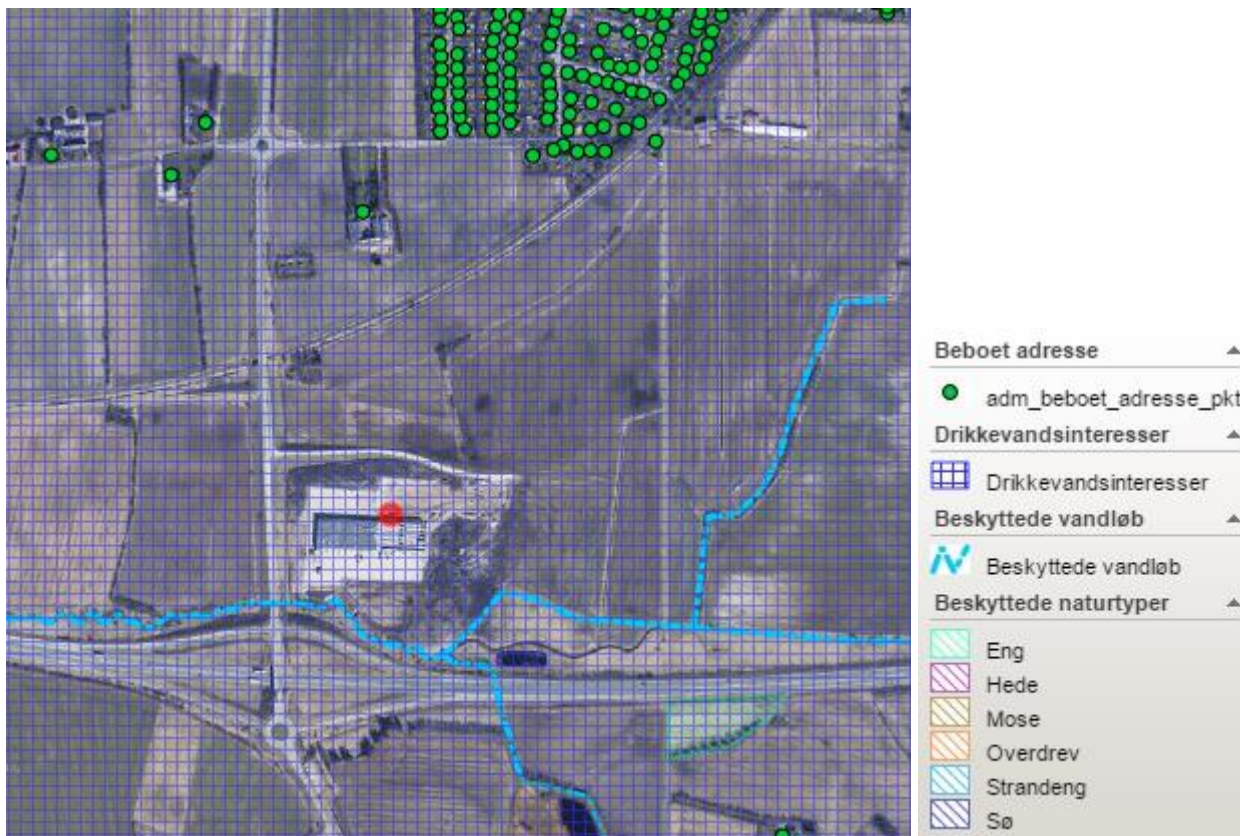 Beboet adresse
adm_beboet_adresse_pkt
Drikkevandsinteresser
Drikkevandsinteresser
Beskyttede vandløb
Beskyttede vandløb
Beskyttede naturtyper
Eng
Hede
Mose
Overdrev
Strandeng
Sø